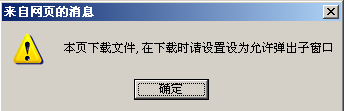 来自网页的消息
本页下载文件,在下载时请设置设为允许弹出子窗口
确定